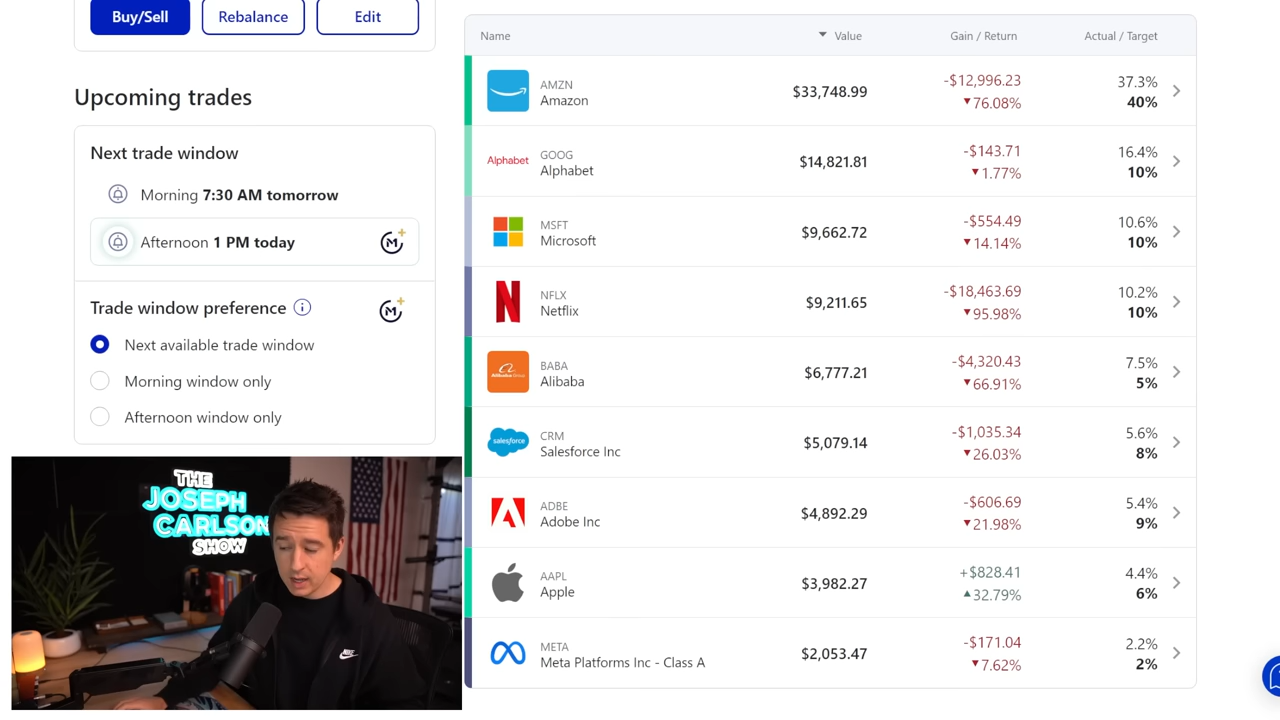 Buy/Sell
Rebalance
Edit
Upcoming trades
Next trade window
Morning 7:30 AM tomorrow
Afternoon 1 PM today
M+
Trade window preference i
M+
Next available trade window
Morning window only
Afternoon window only
THE
JOSEPH
CARLSON
SHOW
NIKE
Name
Value
Gain / Return
Actual / Target
AMZN
Amazon
$33,748.99
-$12,996.23
▼76.08%
37.3%
40%
Alphabet
GOOG
Alphabet
$14,821.81
-$143.71
▼1.77%
16.4%
10%
MSFT
Microsoft
$9,662.72
-$554.49
▼14.14%
10.6%
10%
N
NFLX
Netflix
$9,211.65
-$18,463.69
▼95.98%
10.2%
10%
BABA
Alibaba
$6,777.21
-$4,320.43
▼66.91%
7.5%
5%
salesforce
CRM
Salesforce Inc
$5,079.14
-$1,035.34
▼26.03%
5.6%
8%
ADBE
Adobe Inc
$4,892.29
-$606.69
▼21.98%
5.4%
9%
AAPL
Apple
$3,982.27
+$828.41
▲32.79%
4.4%
6%
META
Meta Platforms Inc - Class A
$2,053.47
-$171.04
▼7.62%
2.2%
2%